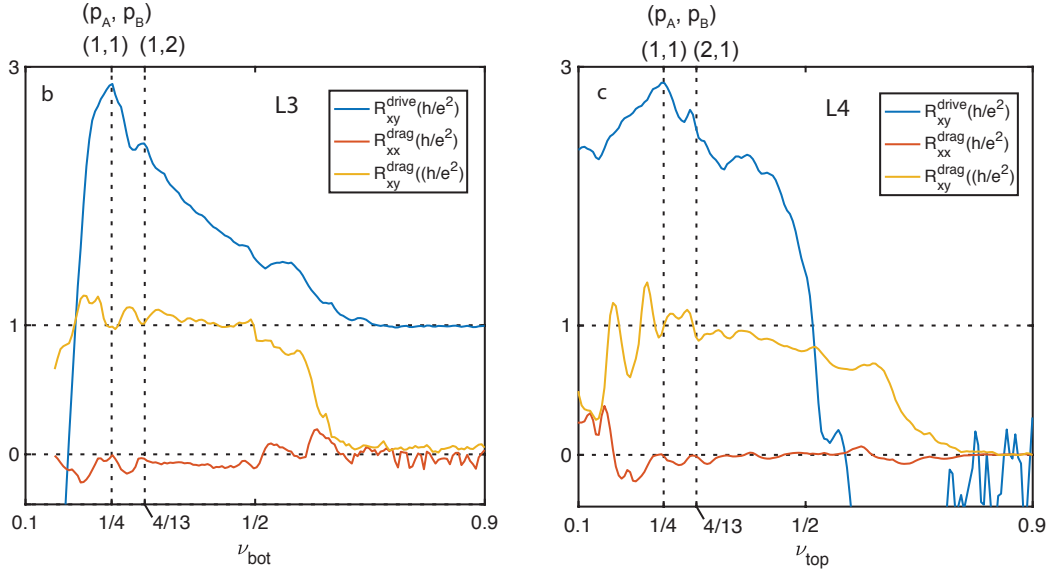 (p_A, p_B)
(1,1) (1,2)
3
b
L3
R_xy^drive(h/e^2)
R_xx^drag(h/e^2)
R_xy^drag((h/e^2)
1
0
0.1 1/4 4/13 1/2 0.9
ν_bot
(p_A, p_B)
(1,1) (2,1)
3
c
L4
R_xy^drive(h/e^2)
R_xx^drag(h/e^2)
R_xy^drag((h/e^2)
1
0
0.1 1/4 4/13 1/2 0.9
ν_top